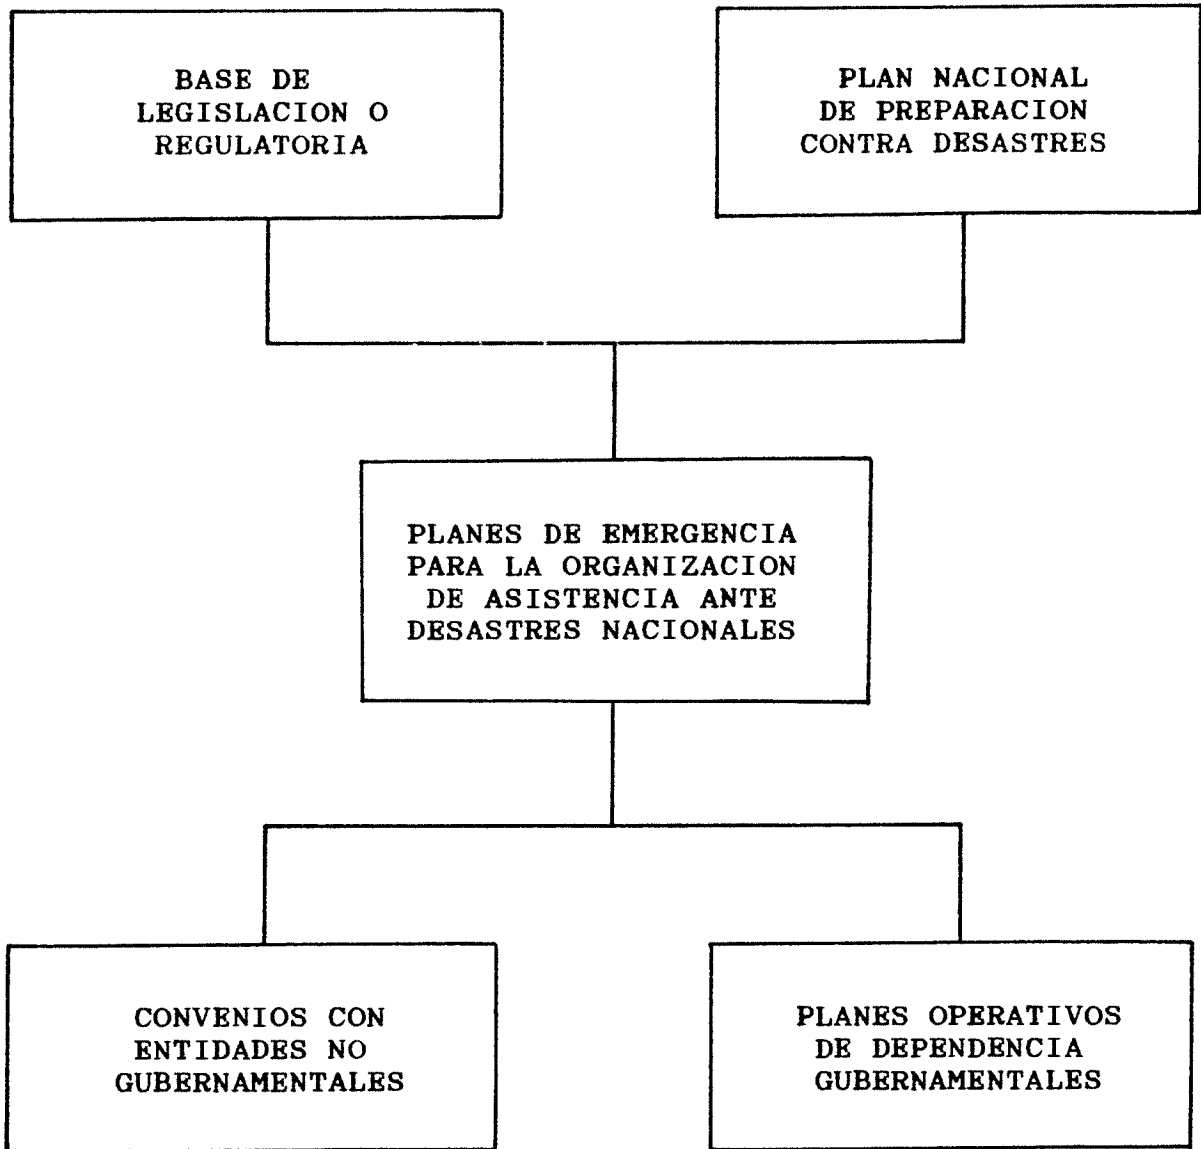 BASE DE
LEGISLACION O
REGULATORIA
PLAN NACIONAL
DE PREPARACION
CONTRA DESASTRES
PLANES DE EMERGENCIA
PARA LA ORGANIZACION
DE ASISTENCIA ANTE
DESASTRES NACIONALES
CONVENIOS CON
ENTIDADES NO
GUBERNAMENTALES
PLANES OPERATIVOS
DE DEPENDENCIA
GUBERNAMENTALES